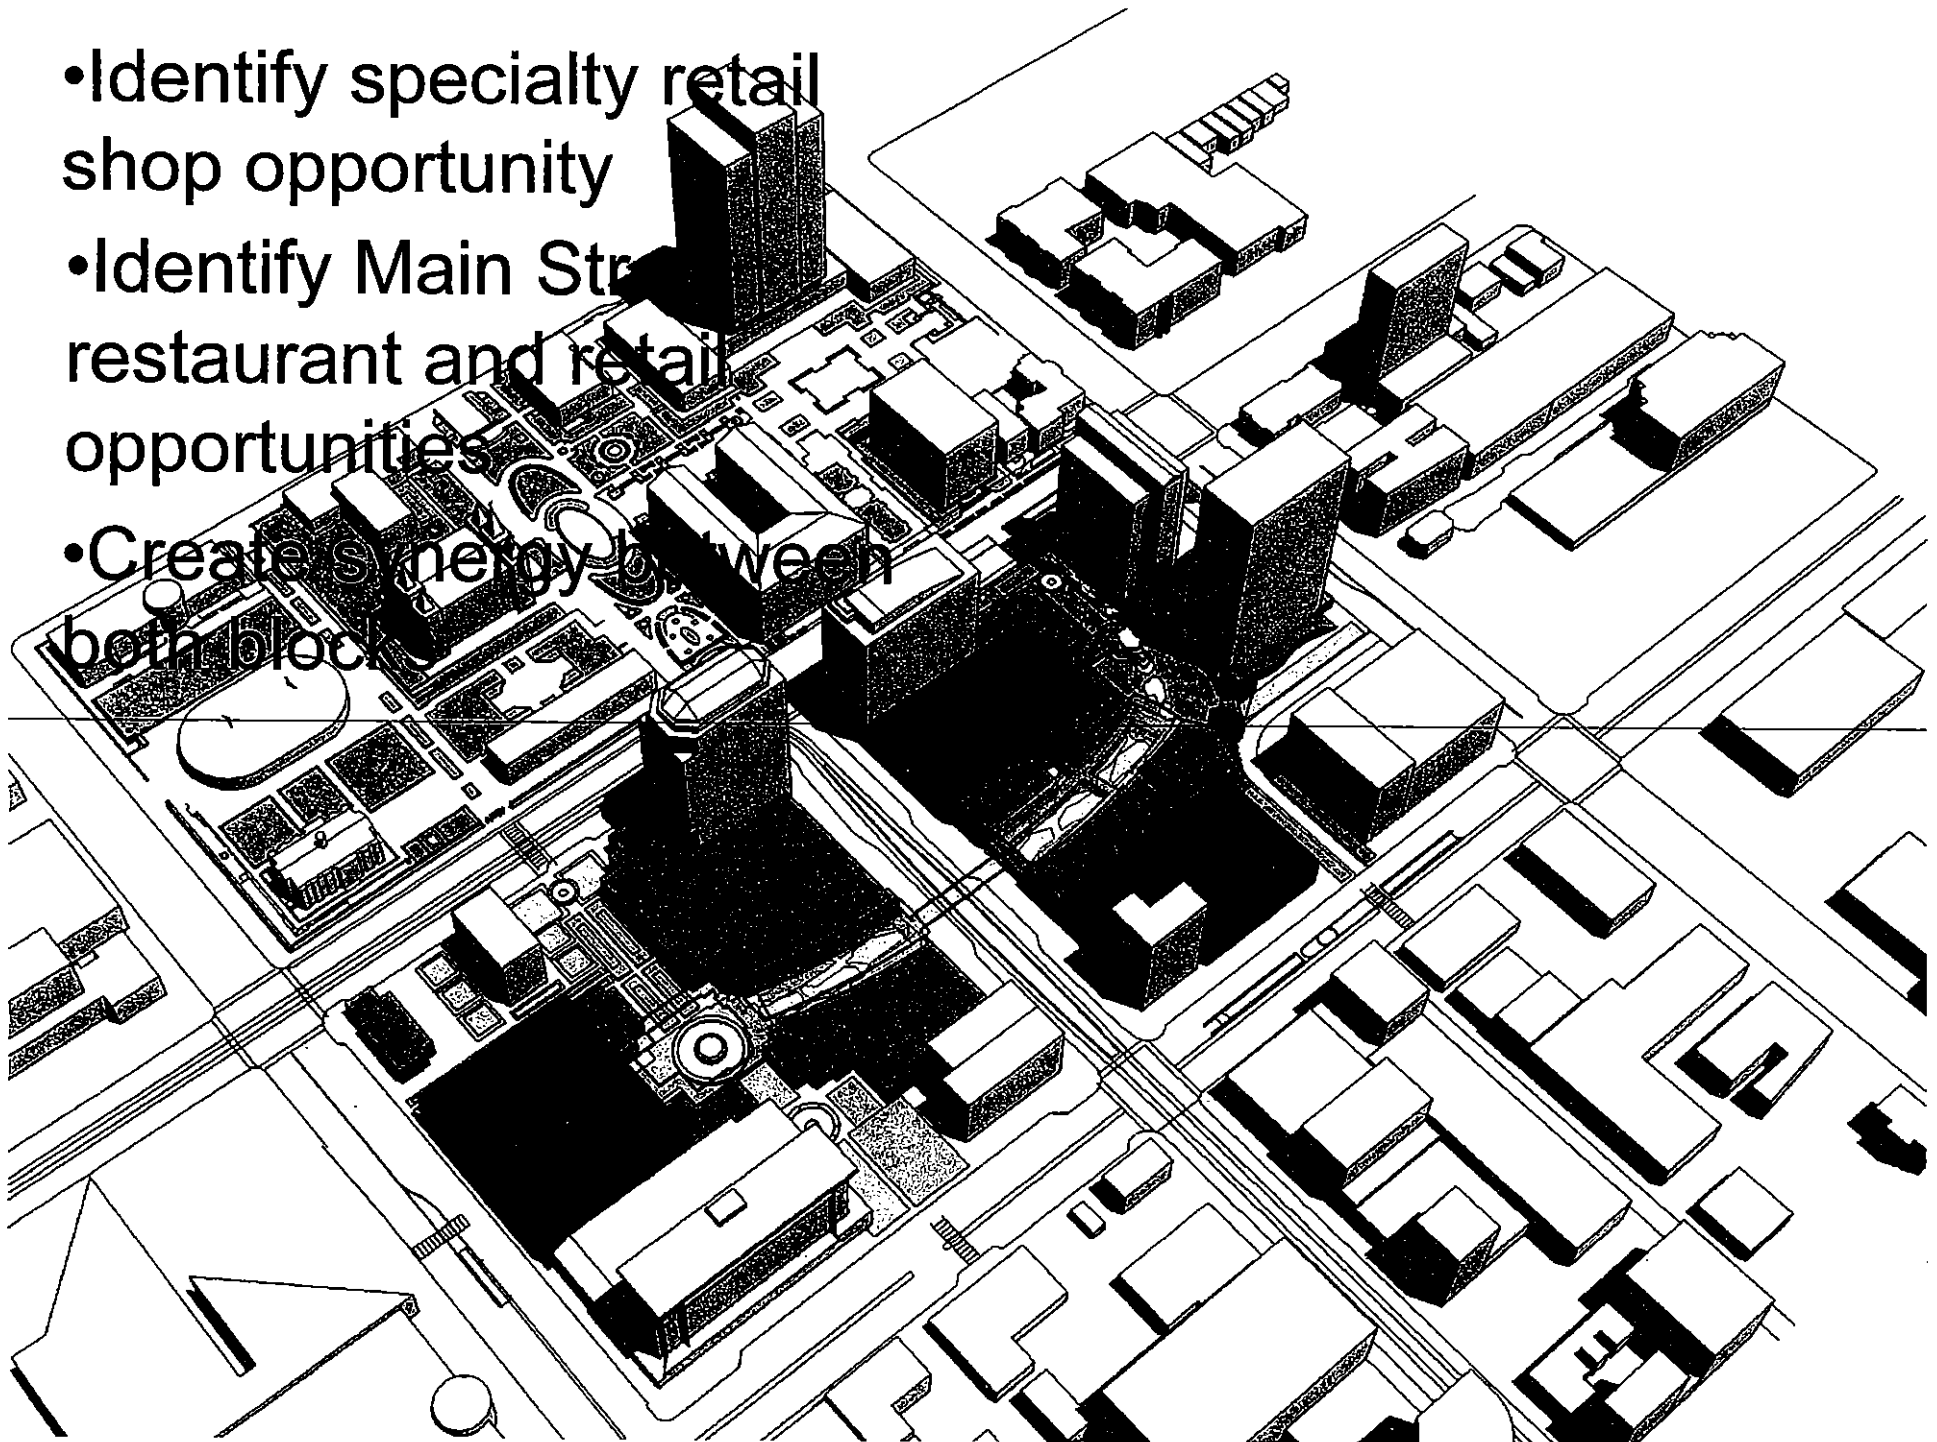 •Identify specialty retail
shop opportunity
•Identify Main Str
restaurant and retail
opportunities
•Create synergy between
both blocks